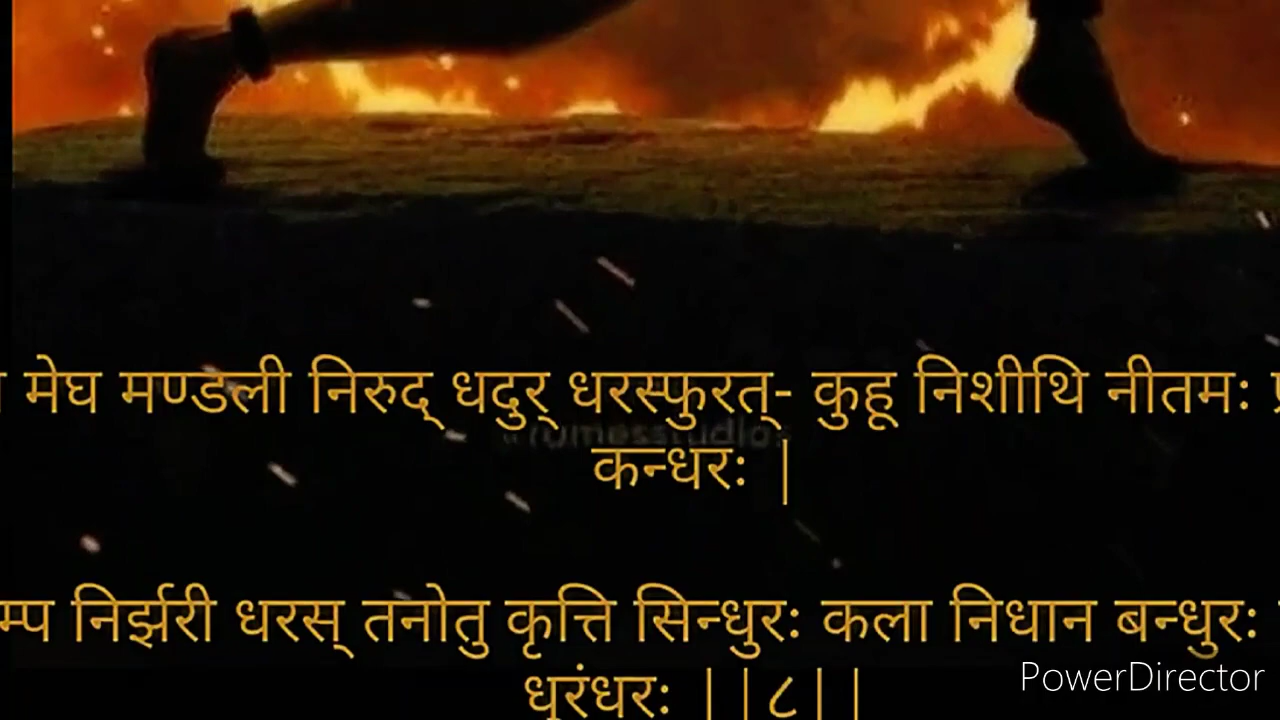 मेघ मण्डली निरुद् धदुर् धरस्फुरत्- कुहू निशीथि नीतमः
कन्धरः |
निर्झरी धरस् तनोतु कृत्ति सिन्धुरः कला निधान बन्धुरः
धुरंधरः ||८||
PowerDirector